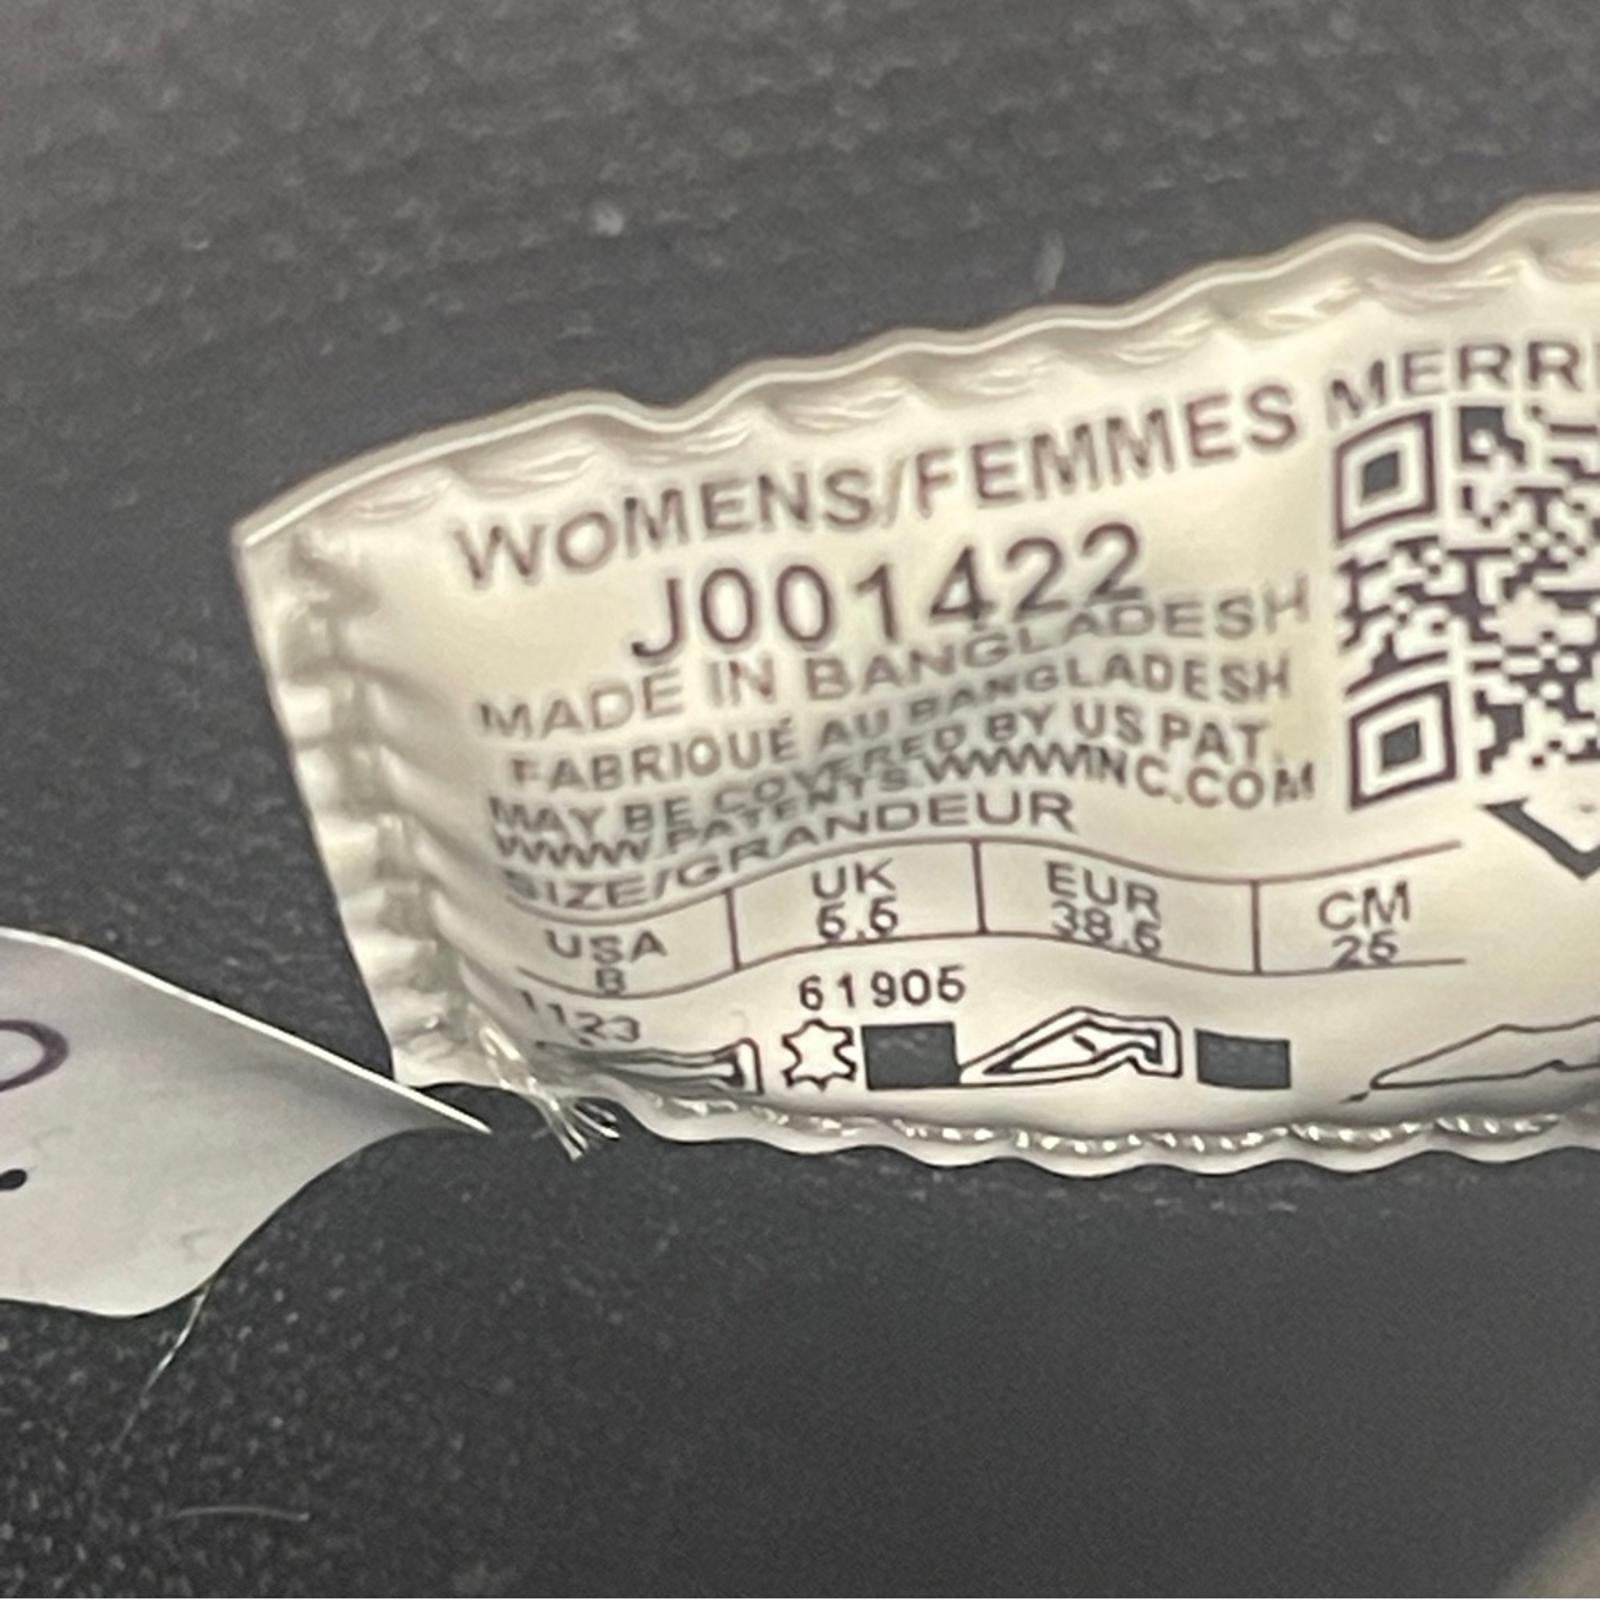 WOMENS/FEMMES MERR
J001422
MADE IN BANGLADESH
FABRIQUÉ AU BANGLADESH
MAY BE COVERED BY US PAT.
WWW.PATENTS.WWWINC.COM
SIZE/GRANDEUR
USA UK EUR CM
8 5.5 38.5 25
1123 61905